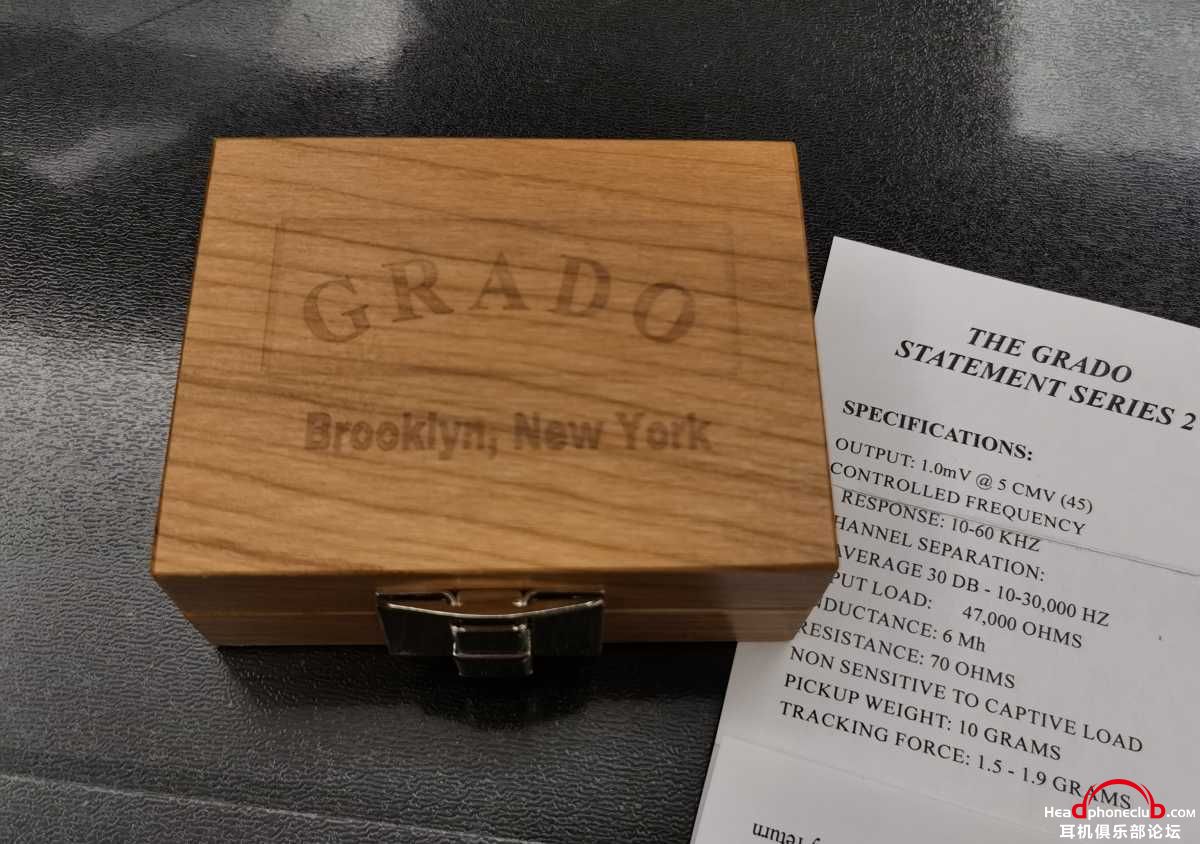 GRADO
Brooklyn, New York
THE GRADO
STATEMENT SERIES 2
SPECIFICATIONS:
OUTPUT: 1.0mV @ 5 CMV (45)
CONTROLLED FREQUENCY
RESPONSE: 10-60 KHZ
HANNEL SEPARATION:
AVERAGE 30 DB - 10-30,000 HZ
PUT LOAD: 47,000 OHMS
NDUCTANCE: 6 Mh
RESISTANCE: 70 OHMS
NON SENSITIVE TO CAPTIVE LOAD
PICKUP WEIGHT: 10 GRAMS
TRACKING FORCE: 1.5 - 1.9 GRAMS
y return
HeadphoneclubD.com
耳机俱乐部论坛